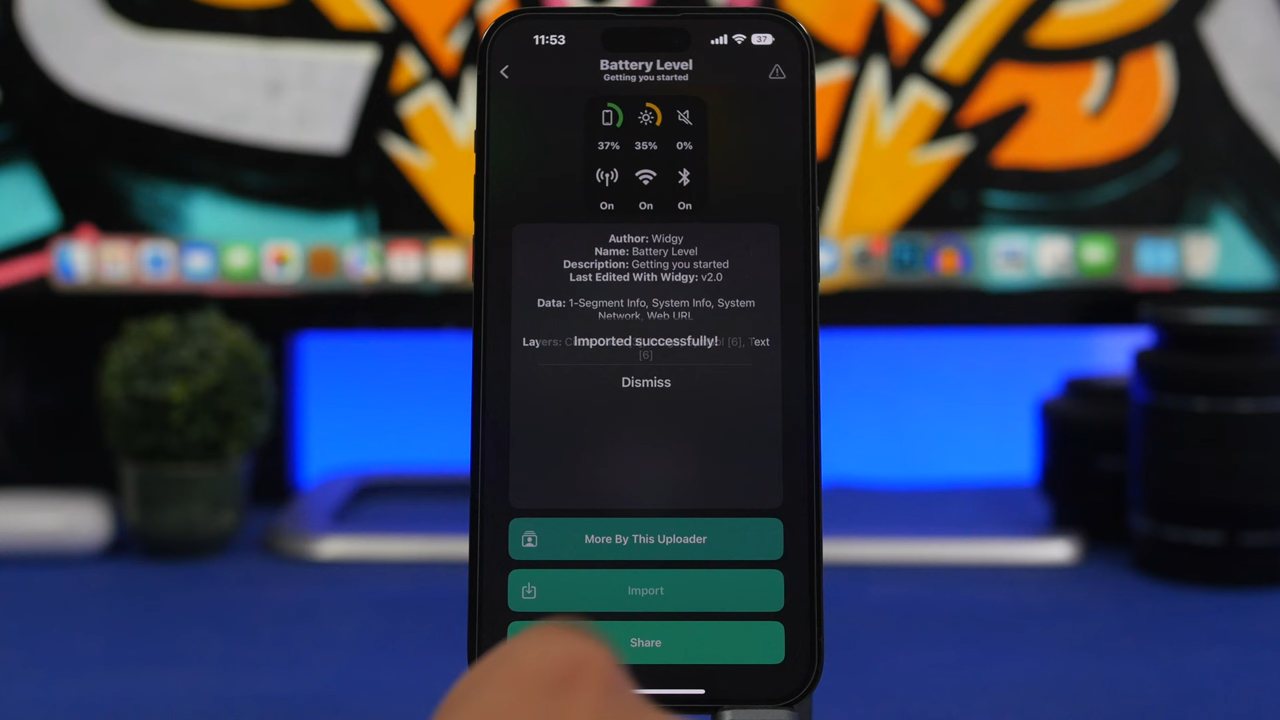 11:53
37
Battery Level
Getting you started
37% 35% 0%
On On On
Author: Widgy
Name: Battery Level
Description: Getting you started
Last Edited With Widgy: v2.0
Data: 1-Segment Info, System Info, System
Network, Web URL
Layers: [6], Text
[6]
Imported successfully!
Dismiss
More By This Uploader
Import
Share